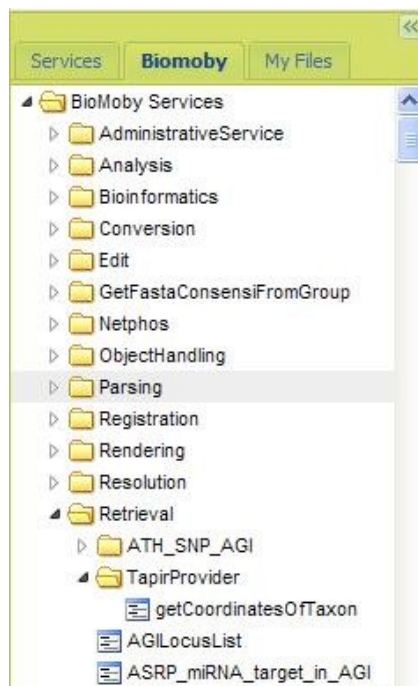 Services Biomoby My Files
BioMoby Services
AdministrativeService
Analysis
Bioinformatics
Conversion
Edit
GetFastaConsensiFromGroup
Netphos
ObjectHandling
Parsing
Registration
Rendering
Resolution
Retrieval
ATH_SNP_AGI
TapirProvider
getCoordinatesOfTaxon
AGILocusList
ASRP_miRNA_target_in_AGI